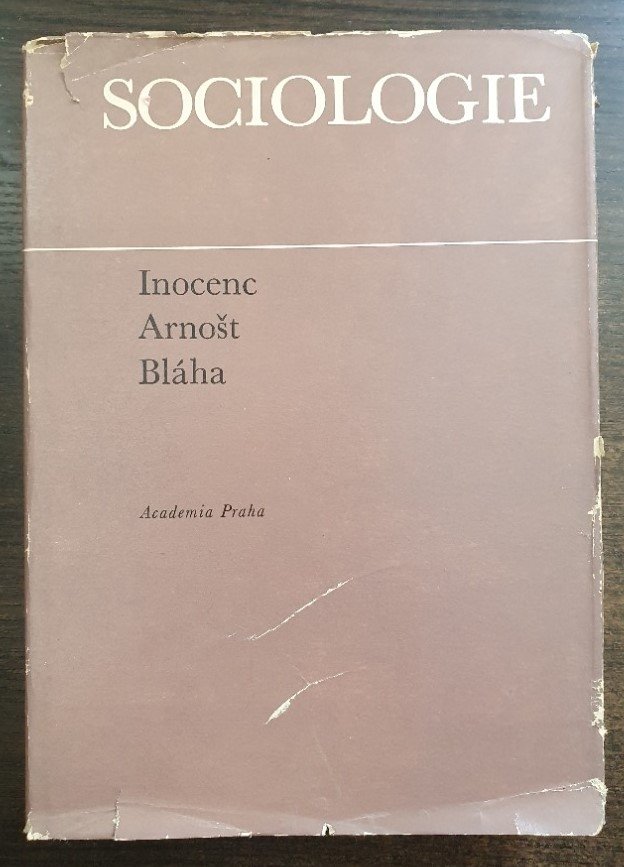 SOCIOLOGIE
Inocenc
Arnošt
Bláha
Academia Praha